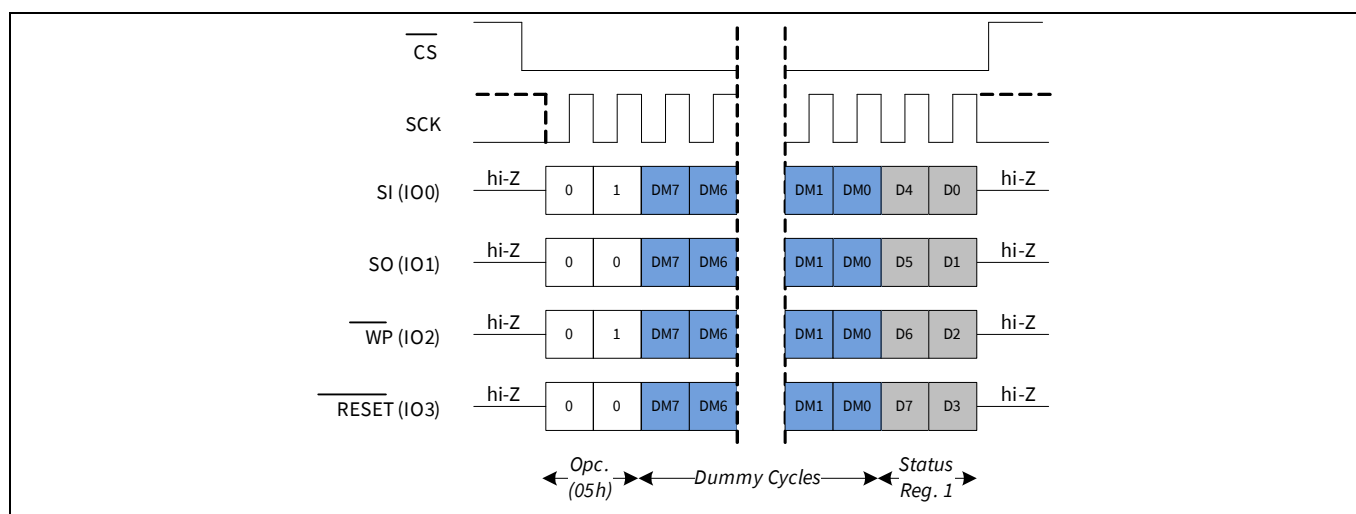 CS
SCK
SI (IO0) hi-Z 0 1 DM7 DM6 DM1 DM0 D4 D0 hi-Z
SO (IO1) hi-Z 0 0 DM7 DM6 DM1 DM0 D5 D1 hi-Z
WP (IO2) hi-Z 0 1 DM7 DM6 DM1 DM0 D6 D2 hi-Z
RESET (IO3) hi-Z 0 0 DM7 DM6 DM1 DM0 D7 D3 hi-Z
Opc. Dummy Cycles Status
(05h) Reg. 1